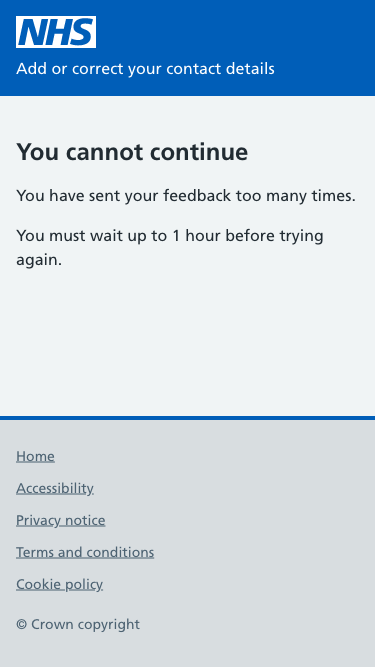 NHS
Add or correct your contact details
You cannot continue
You have sent your feedback too many times.
You must wait up to 1 hour before trying
again.
Home
Accessibility
Privacy notice
Terms and conditions
Cookie policy
© Crown copyright